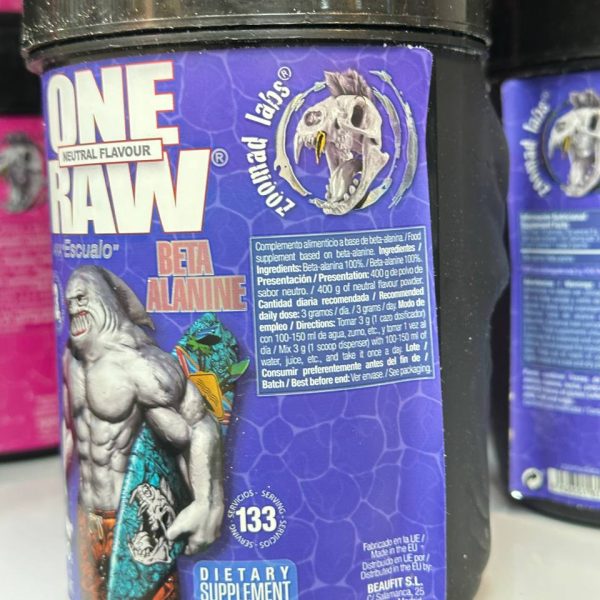 ONE
NEUTRAL FLAVOUR
RAW®
Escualo"
BETA
ALANINE
zoomad labs®
Complemento alimenticio a base de beta-alanina. / Food
supplement based on beta-alanine. Ingredientes /
Ingredients: Beta-alanina 100%. / Beta-alanine 100%.
Presentación / Presentation: 400 g de polvo de
sabor neutro. / 400 g of neutral flavour powder.
Cantidad diaria recomendada / Recommended
daily dose: 3 gramos / día. / 3 grams / day. Modo de
empleo / Directions: Tomar 3 g (1 cazo dosificador)
con 100-150 ml de agua, zumo, etc., y tomar 1 vez al
día / Mix 3 g (1 scoop dispenser) with 100-150 ml of
water, juice, etc., and take it once a day. Lote /
Consumir preferentemente antes del fin de /
Batch / Best before end: Ver envase. / See packaging.
SERVICIOS - SERVING -
133
SERVICIOS - SERVING
DIETARY
SUPPLEMENT
Fabricado en la UE /
Made in the EU
Distribuido en UE por /
Distributed in the EU by:
BEAUFIT S.L.
C/ Salamanca, 25
zoomad labs